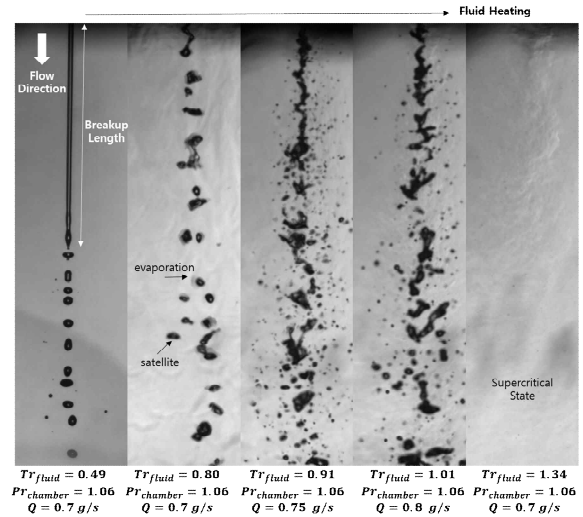 Fluid Heating
Flow
Direction
Breakup
Length
evaporation
satellite
Supercritical
State
Tr_fluid = 0.49
Pr_chamber = 1.06
Q = 0.7 g/s
Tr_fluid = 0.80
Pr_chamber = 1.06
Q = 0.7 g/s
Tr_fluid = 0.91
Pr_chamber = 1.06
Q = 0.75 g/s
Tr_fluid = 1.01
Pr_chamber = 1.06
Q = 0.8 g/s
Tr_fluid = 1.34
Pr_chamber = 1.06
Q = 0.7 g/s